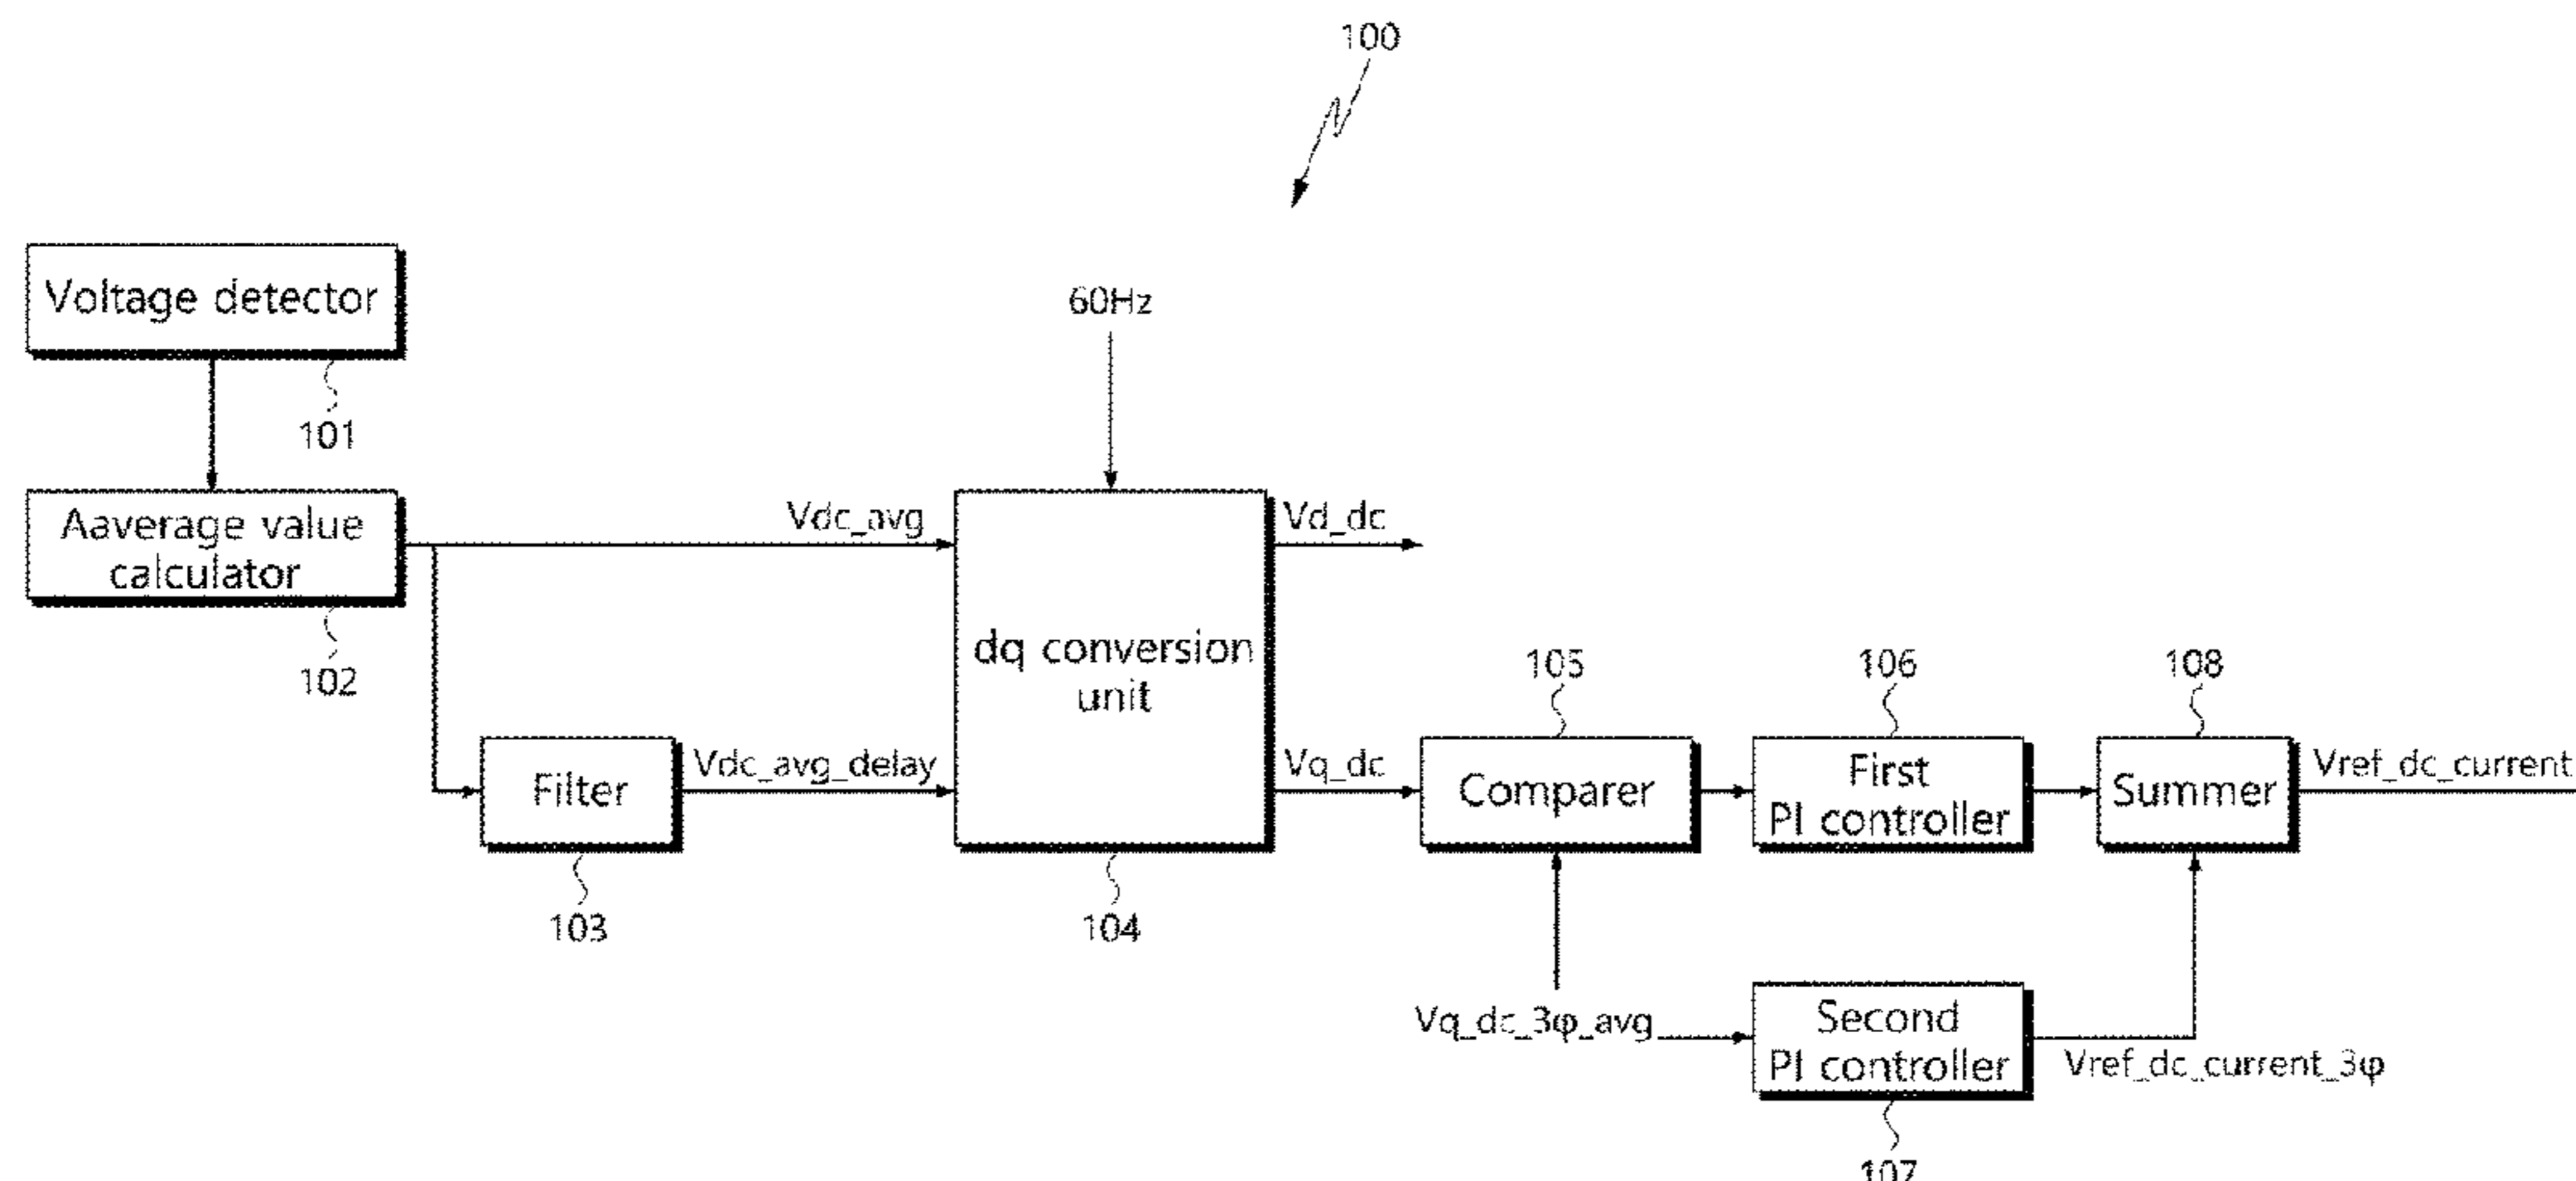 100
Voltage detector
101
60Hz
Aaverage value
calculator
102
Vdc_avg
Vd_dc
dq conversion
unit
104
Filter
103
Vdc_avg_delay
Vq_dc
105
Comparer
106
First
PI controller
108
Summer
Vref_dc_current
Vq_dc_3φ_avg
Second
PI controller
107
Vref_dc_current_3φ